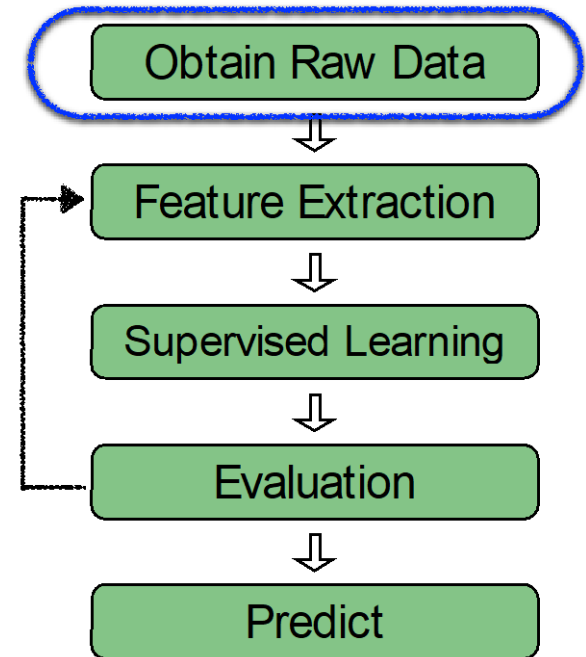 Obtain Raw Data
Feature Extraction
Supervised Learning
Evaluation
Predict